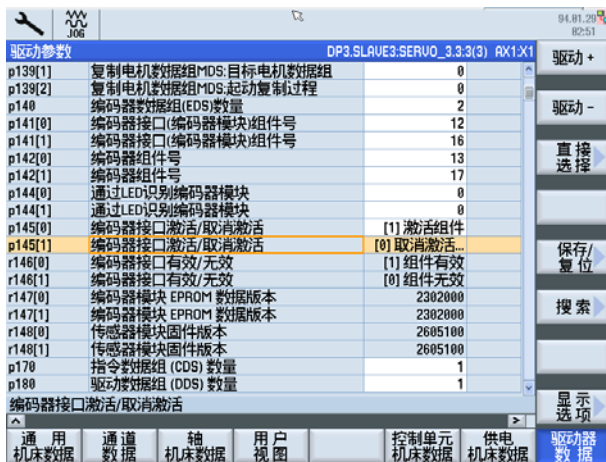 JOG
94.01.29
02:51
驱动参数 DP3.SLAVE3:SERVO_3.3:3(3) AX1:X1
p139[1] 复制电机数据组MDS:目标电机数据组 0
p139[2] 复制电机数据组MDS:起动复制过程 0
p140 编码器数据组(EDS)数量 2
p141[0] 编码器接口(编码器模块)组件号 12
p141[1] 编码器接口(编码器模块)组件号 16
p142[0] 编码器组件号 13
p142[1] 编码器组件号 17
p144[0] 通过LED识别编码器模块 0
p144[1] 通过LED识别编码器模块 0
p145[0] 编码器接口激活/取消激活 [1] 激活组件
p145[1] 编码器接口激活/取消激活 [0] 取消激活...
r146[0] 编码器接口有效/无效 [1] 组件有效
r146[1] 编码器接口有效/无效 [0] 组件无效
r147[0] 编码器模块 EPROM 数据版本 2302000
r147[1] 编码器模块 EPROM 数据版本 2302000
r148[0] 传感器模块固件版本 2605100
r148[1] 传感器模块固件版本 2605100
p170 指令数据组 (CDS) 数量 1
p180 驱动数据组 (DDS) 数量 1
编码器接口激活/取消激活
驱动+
驱动-
直接
选择
保存/
复位
搜索
显示
选项
通用
机床数据
通道
数据
轴
机床数据
用户
视图
控制单元
机床数据
供电
机床数据
驱动器
数据